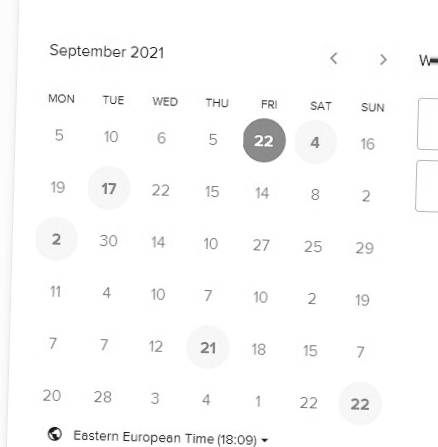 September 2021
MON TUE WED THU FRI SAT SUN
5 10 6 5 22 4 16
19 17 22 15 14 8 2
2 30 14 10 27 25 29
11 4 10 7 10 2 19
7 7 12 21 18 15 7
20 28 3 4 1 22 22
Eastern European Time (18:09)